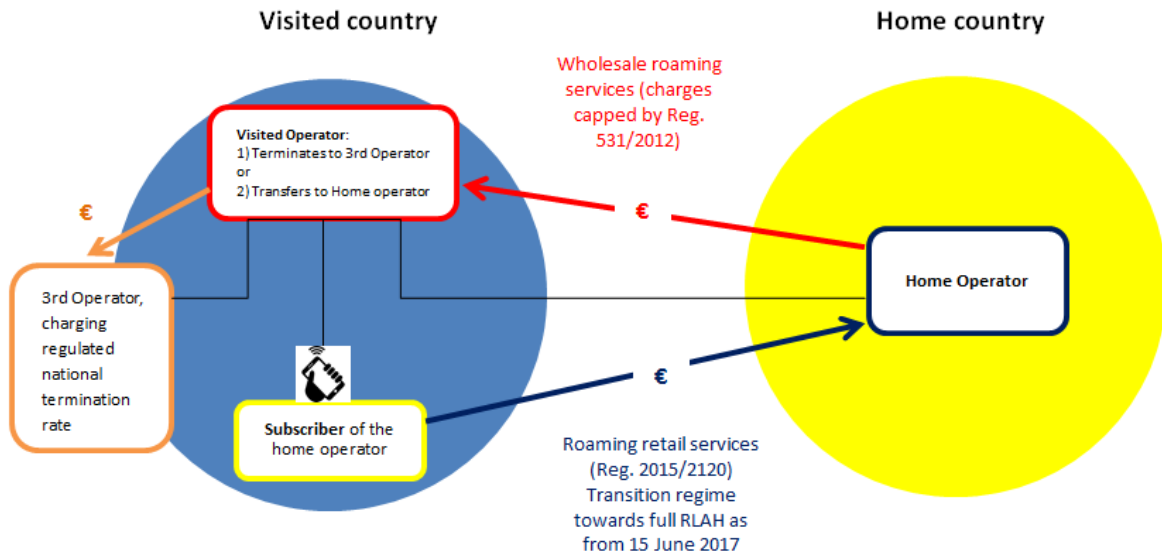 Visited country
Home country
Wholesale roaming
services (charges
capped by Reg.
531/2012)
Visited Operator:
1) Terminates to 3rd Operator
or
2) Transfers to Home operator
€
€
3rd Operator,
charging
regulated
national
termination
rate
Home Operator
€
Subscriber of the
home operator
Roaming retail services
(Reg. 2015/2120)
Transition regime
towards full RLAH as
from 15 June 2017